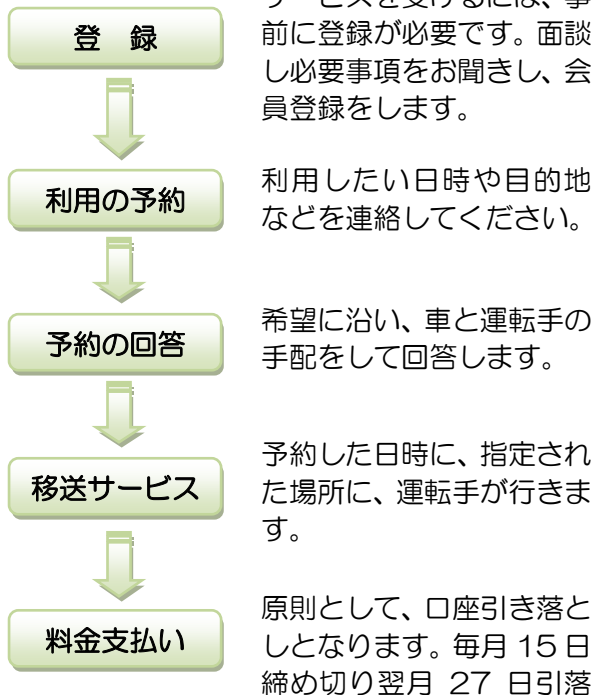 サービスを受けるには、事
登　録
前に登録が必要です。面談
し必要事項をお聞きし、会
員登録をします。
利用の予約
利用したい日時や目的地
などを連絡してください。
予約の回答
希望に沿い、車と運転手の
手配をして回答します。
移送サービス
予約した日時に、指定され
た場所に、運転手が行きま
す。
料金支払い
原則として、口座引き落と
しとなります。毎月 15 日
締め切り翌月 27 日引落